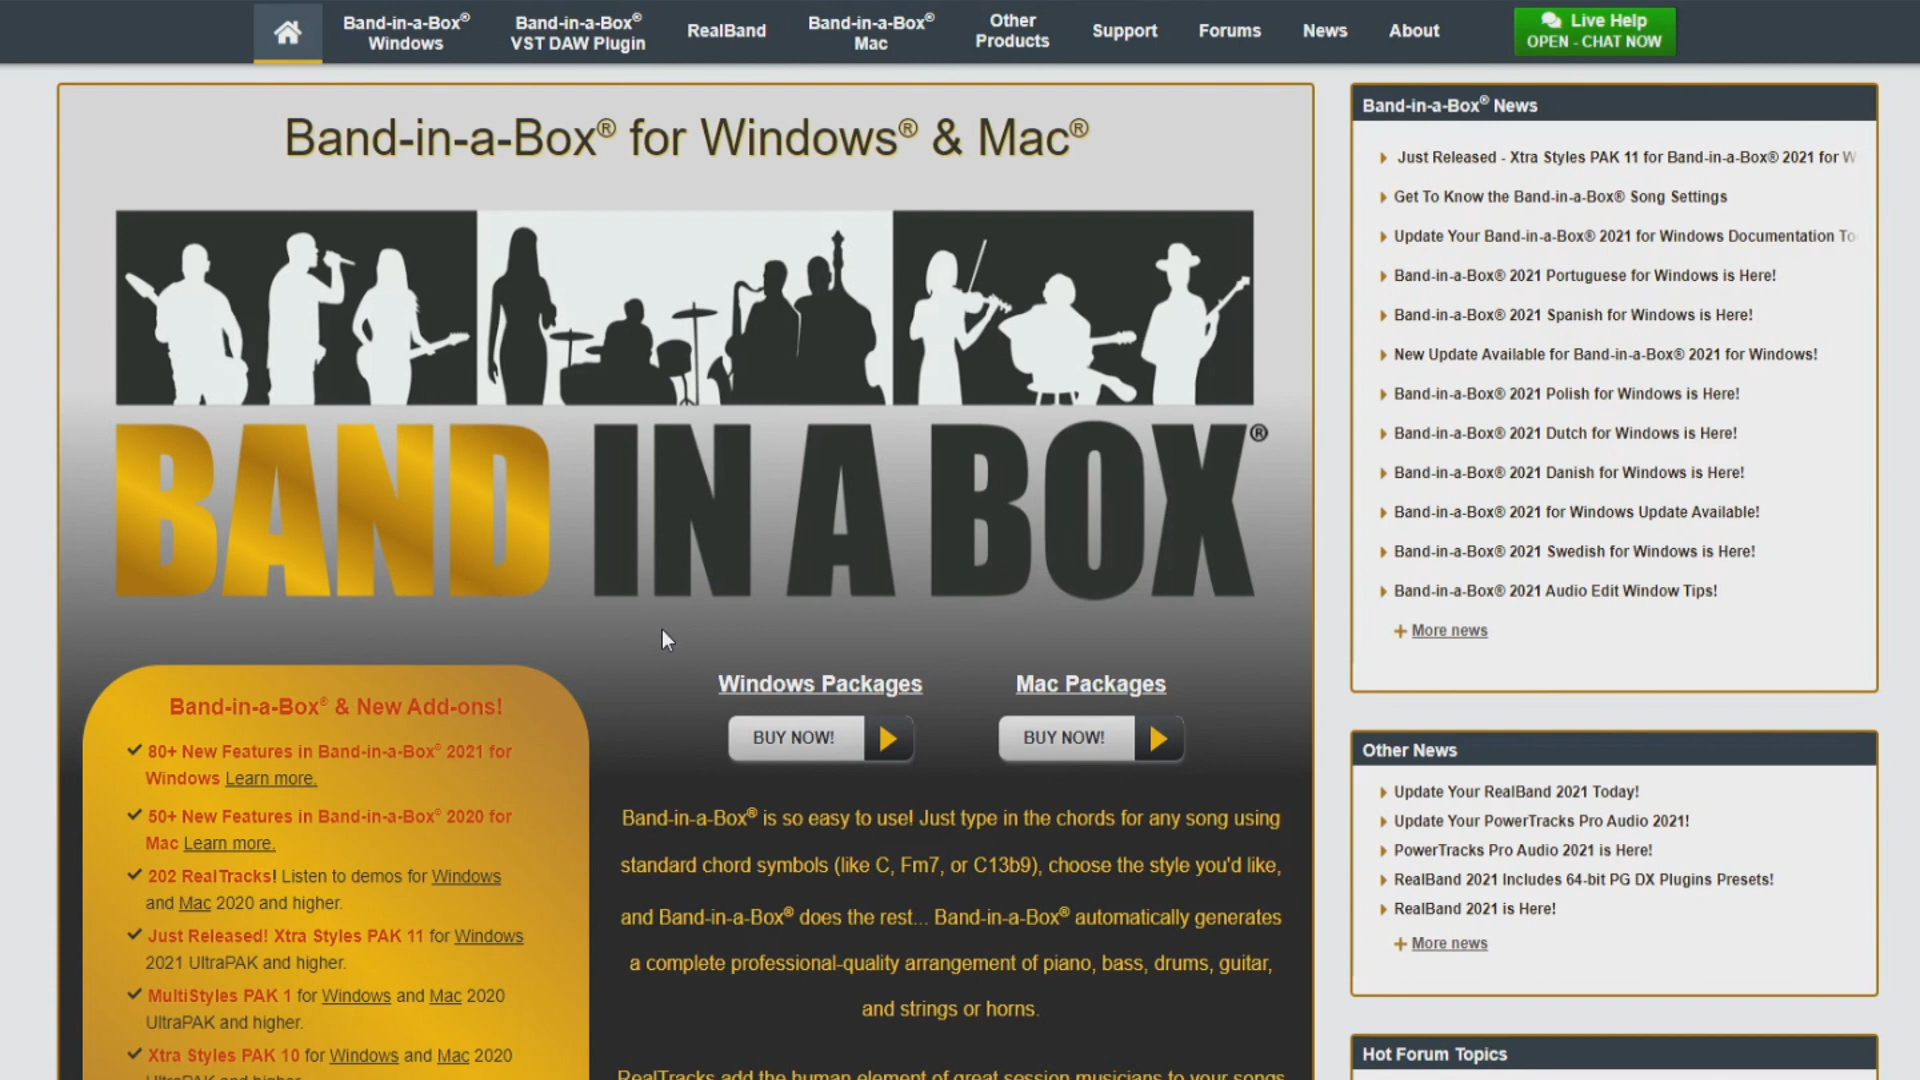 Band-in-a-Box® Windows
Band-in-a-Box® VST DAW Plugin
RealBand
Band-in-a-Box® Mac
Other Products
Support
Forums
News
About
Live Help
OPEN - CHAT NOW
Band-in-a-Box® for Windows® & Mac®
BAND IN A BOX®
Band-in-a-Box® & New Add-ons!
80+ New Features in Band-in-a-Box® 2021 for
Windows Learn more.
50+ New Features in Band-in-a-Box® 2020 for
Mac Learn more.
202 RealTracks! Listen to demos for Windows
and Mac 2020 and higher.
Just Released! Xtra Styles PAK 11 for Windows
2021 UltraPAK and higher.
MultiStyles PAK 1 for Windows and Mac 2020
UltraPAK and higher.
Xtra Styles PAK 10 for Windows and Mac 2020
UltraPAK and higher.
Windows Packages
BUY NOW!
Mac Packages
BUY NOW!
Band-in-a-Box® is so easy to use! Just type in the chords for any song using
standard chord symbols (like C, Fm7, or C13b9), choose the style you'd like,
and Band-in-a-Box® does the rest... Band-in-a-Box® automatically generates
a complete professional-quality arrangement of piano, bass, drums, guitar,
and strings or horns.
RealTracks add the human element of great session musicians to your songs
Band-in-a-Box® News
Just Released - Xtra Styles PAK 11 for Band-in-a-Box® 2021 for W
Get To Know the Band-in-a-Box® Song Settings
Update Your Band-in-a-Box® 2021 for Windows Documentation To
Band-in-a-Box® 2021 Portuguese for Windows is Here!
Band-in-a-Box® 2021 Spanish for Windows is Here!
New Update Available for Band-in-a-Box® 2021 for Windows!
Band-in-a-Box® 2021 Polish for Windows is Here!
Band-in-a-Box® 2021 Dutch for Windows is Here!
Band-in-a-Box® 2021 Danish for Windows is Here!
Band-in-a-Box® 2021 for Windows Update Available!
Band-in-a-Box® 2021 Swedish for Windows is Here!
Band-in-a-Box® 2021 Audio Edit Window Tips!
+ More news
Other News
Update Your RealBand 2021 Today!
Update Your PowerTracks Pro Audio 2021!
PowerTracks Pro Audio 2021 is Here!
RealBand 2021 Includes 64-bit PG DX Plugins Presets!
RealBand 2021 is Here!
+ More news
Hot Forum Topics